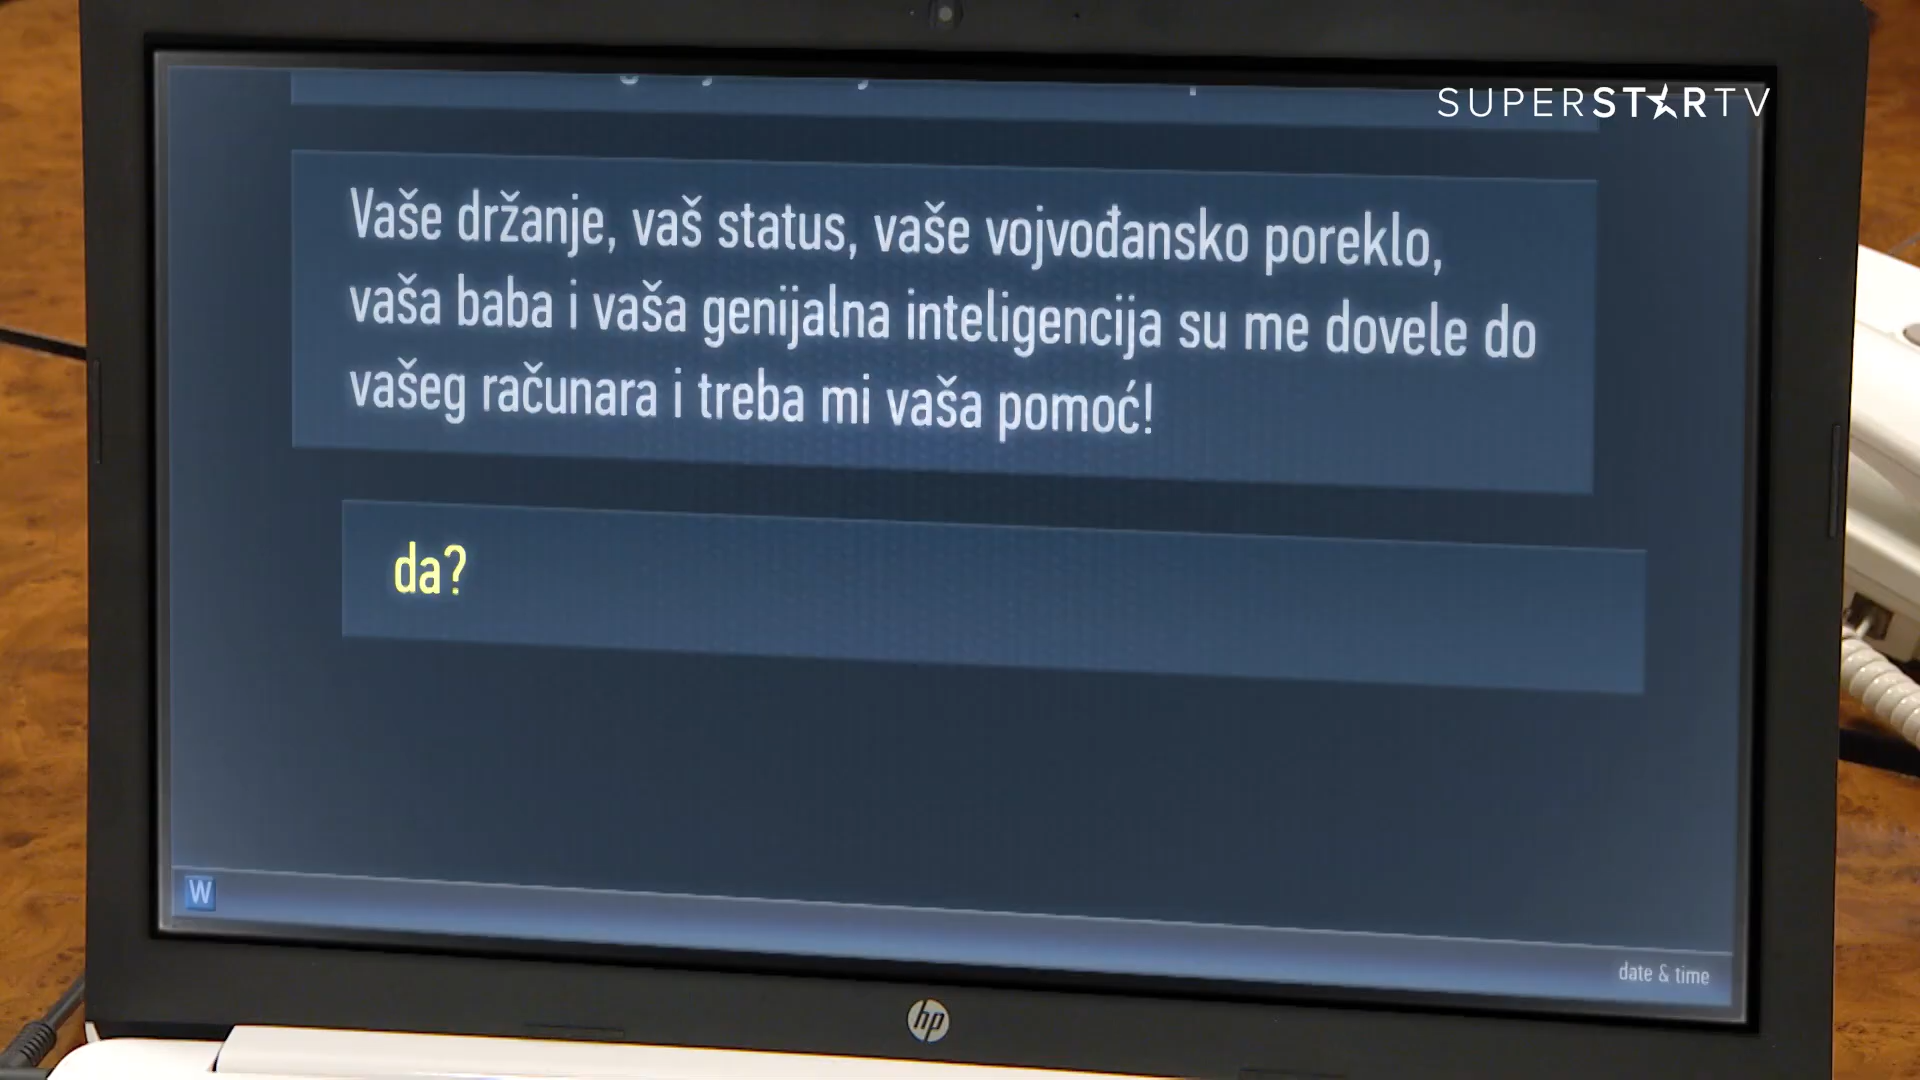 SUPERSTARTV
Vaše držanje, vaš status, vaše vojvođansko poreklo,
vaša baba i vaša genijalna inteligencija su me dovele do
vašeg računara i treba mi vaša pomoć!
da?
W
date & time
hp